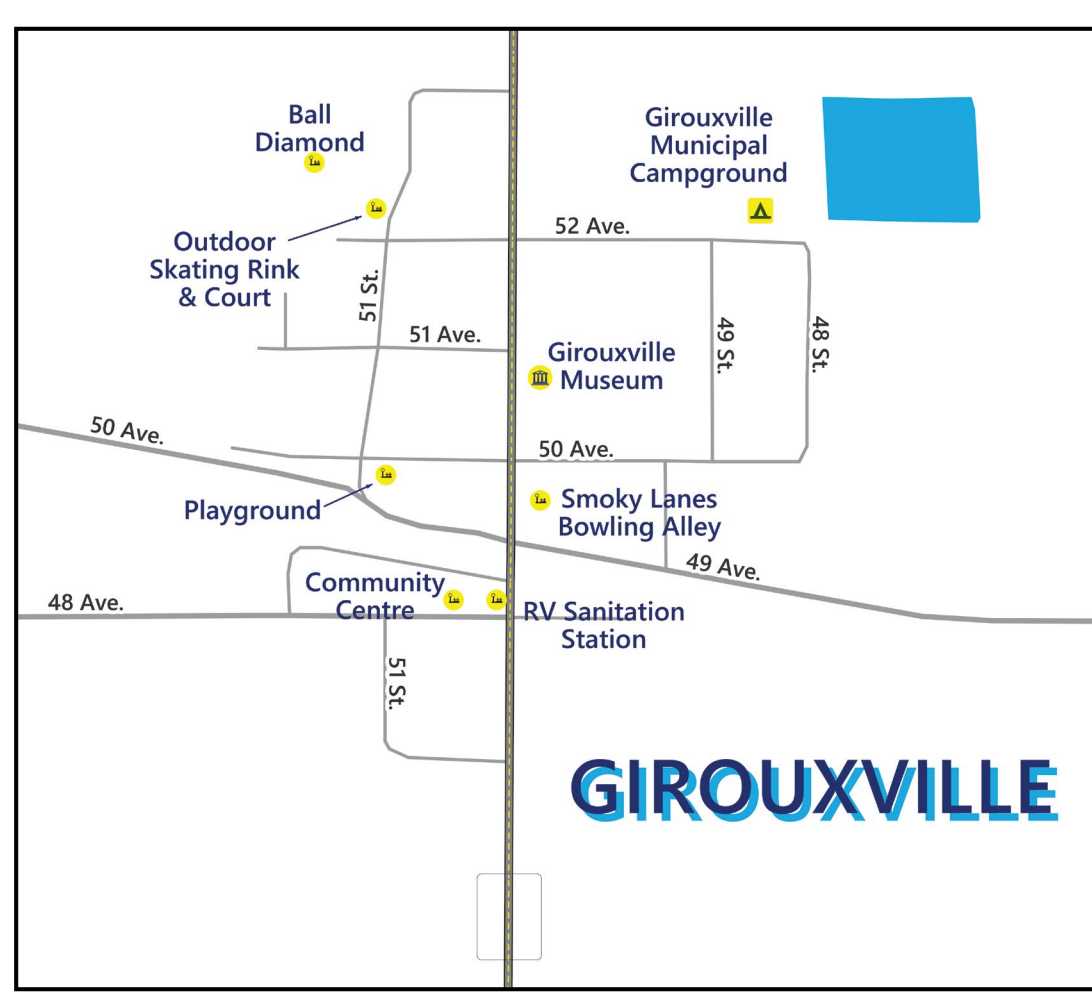 Ball
Diamond
Girouxville
Municipal
Campground
52 Ave.
Outdoor
Skating Rink
& Court
51 St.
51 Ave.
49 St.
48 St.
Girouxville
Museum
50 Ave.
50 Ave.
Playground
Smoky Lanes
Bowling Alley
49 Ave.
Community
Centre
48 Ave.
RV Sanitation
Station
51 St.
GIROUXVILLE